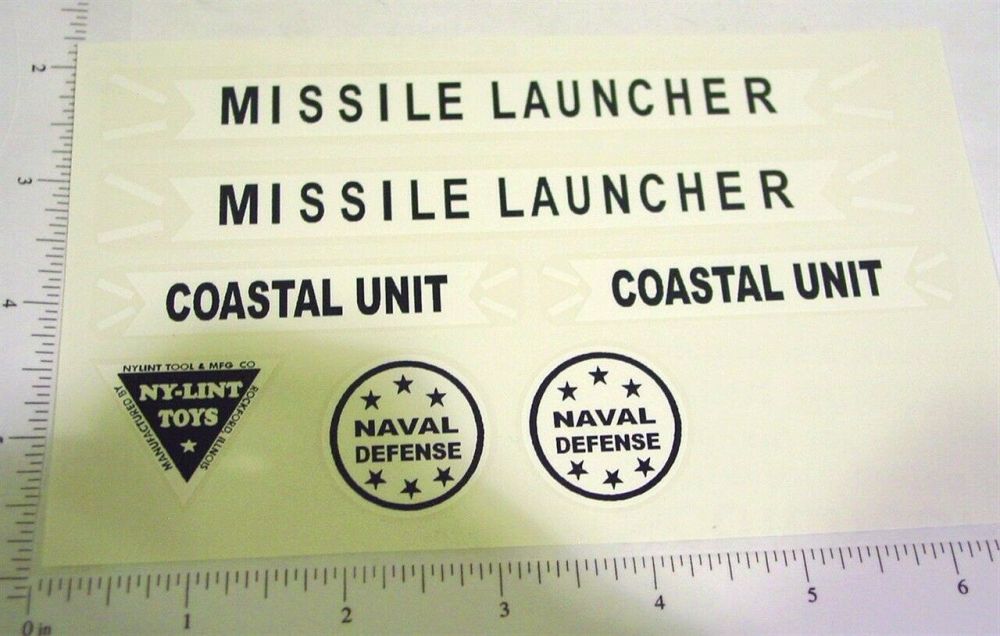 MISSILE LAUNCHER
MISSILE LAUNCHER
COASTAL UNIT
COASTAL UNIT
NYLINT TOOL & MFG CO
MANUFACTURED BY
ROCKFORD ILLINOIS
NY-LINT
TOYS
NAVAL
DEFENSE
NAVAL
DEFENSE
2
3
4
0 in
1
2
3
4
5
6